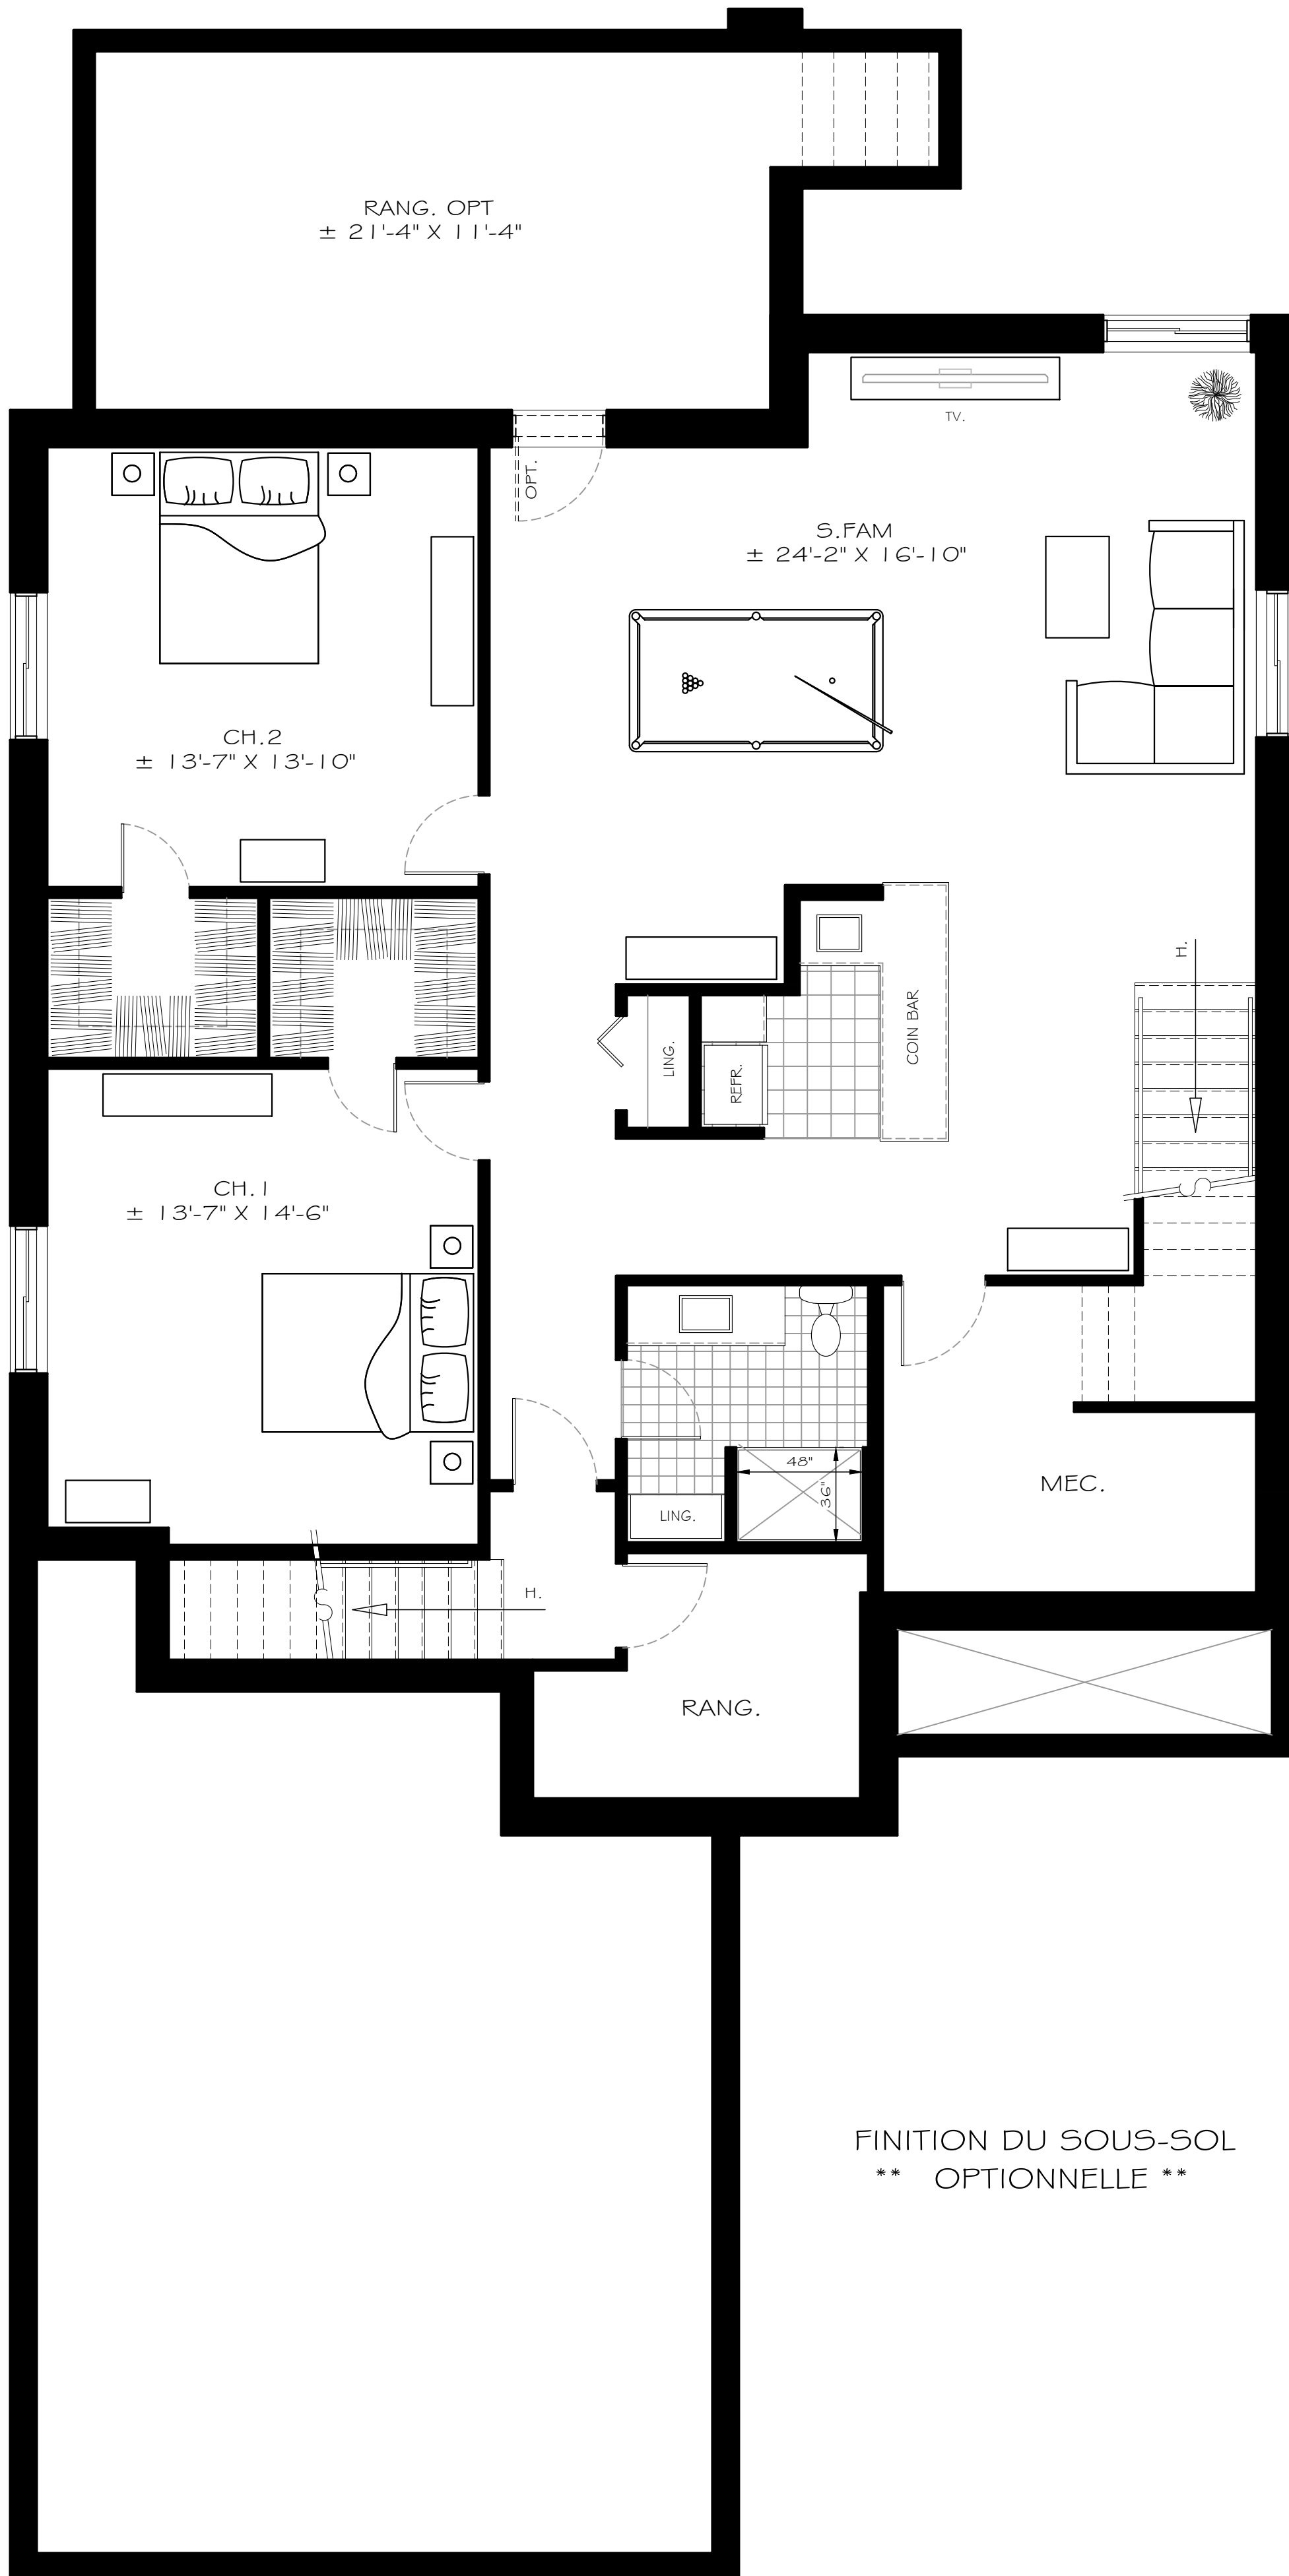 RANG. OPT
± 21'-4" X 11'-4"
TV.
OPT.
S.FAM
± 24'-2" X 16'-10"
CH.2
± 13'-7" X 13'-10"
H.
COIN BAR
LING.
REFR.
CH.1
± 13'-7" X 14'-6"
48"
36"
MEC.
LING.
H.
RANG.
FINITION DU SOUS-SOL
** OPTIONNELLE **